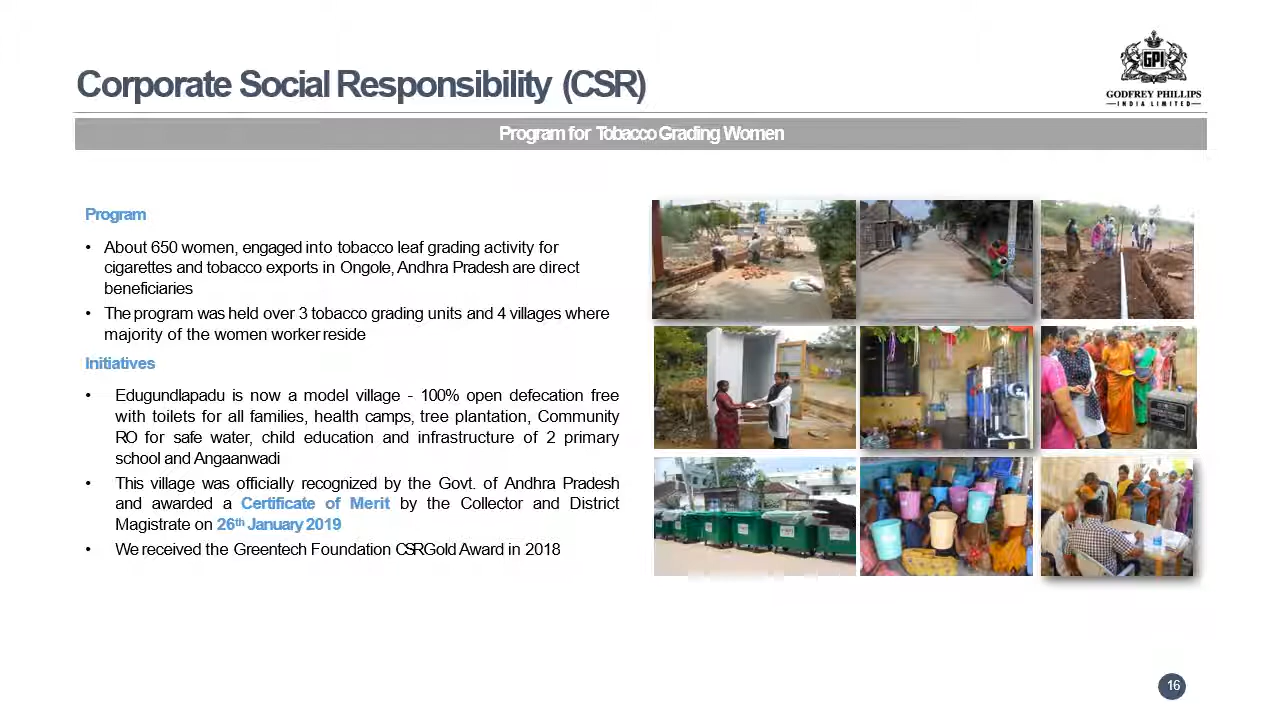 Corporate Social Responsibility (CSR)
GPI
GODFREY PHILLIPS
INDIA LIMITED
Program for Tobacco Grading Women
Program
• About 650 women, engaged into tobacco leaf grading activity for
cigarettes and tobacco exports in Ongole, Andhra Pradesh are direct
beneficiaries
• The program was held over 3 tobacco grading units and 4 villages where
majority of the women worker reside
Initiatives
• Edugundlapadu is now a model village - 100% open defecation free
with toilets for all families, health camps, tree plantation, Community
RO for safe water, child education and infrastructure of 2 primary
school and Angaanwadi
• This village was officially recognized by the Govt. of Andhra Pradesh
and awarded a Certificate of Merit by the Collector and District
Magistrate on 26th January 2019
• We received the Greentech Foundation CSR Gold Award in 2018
16